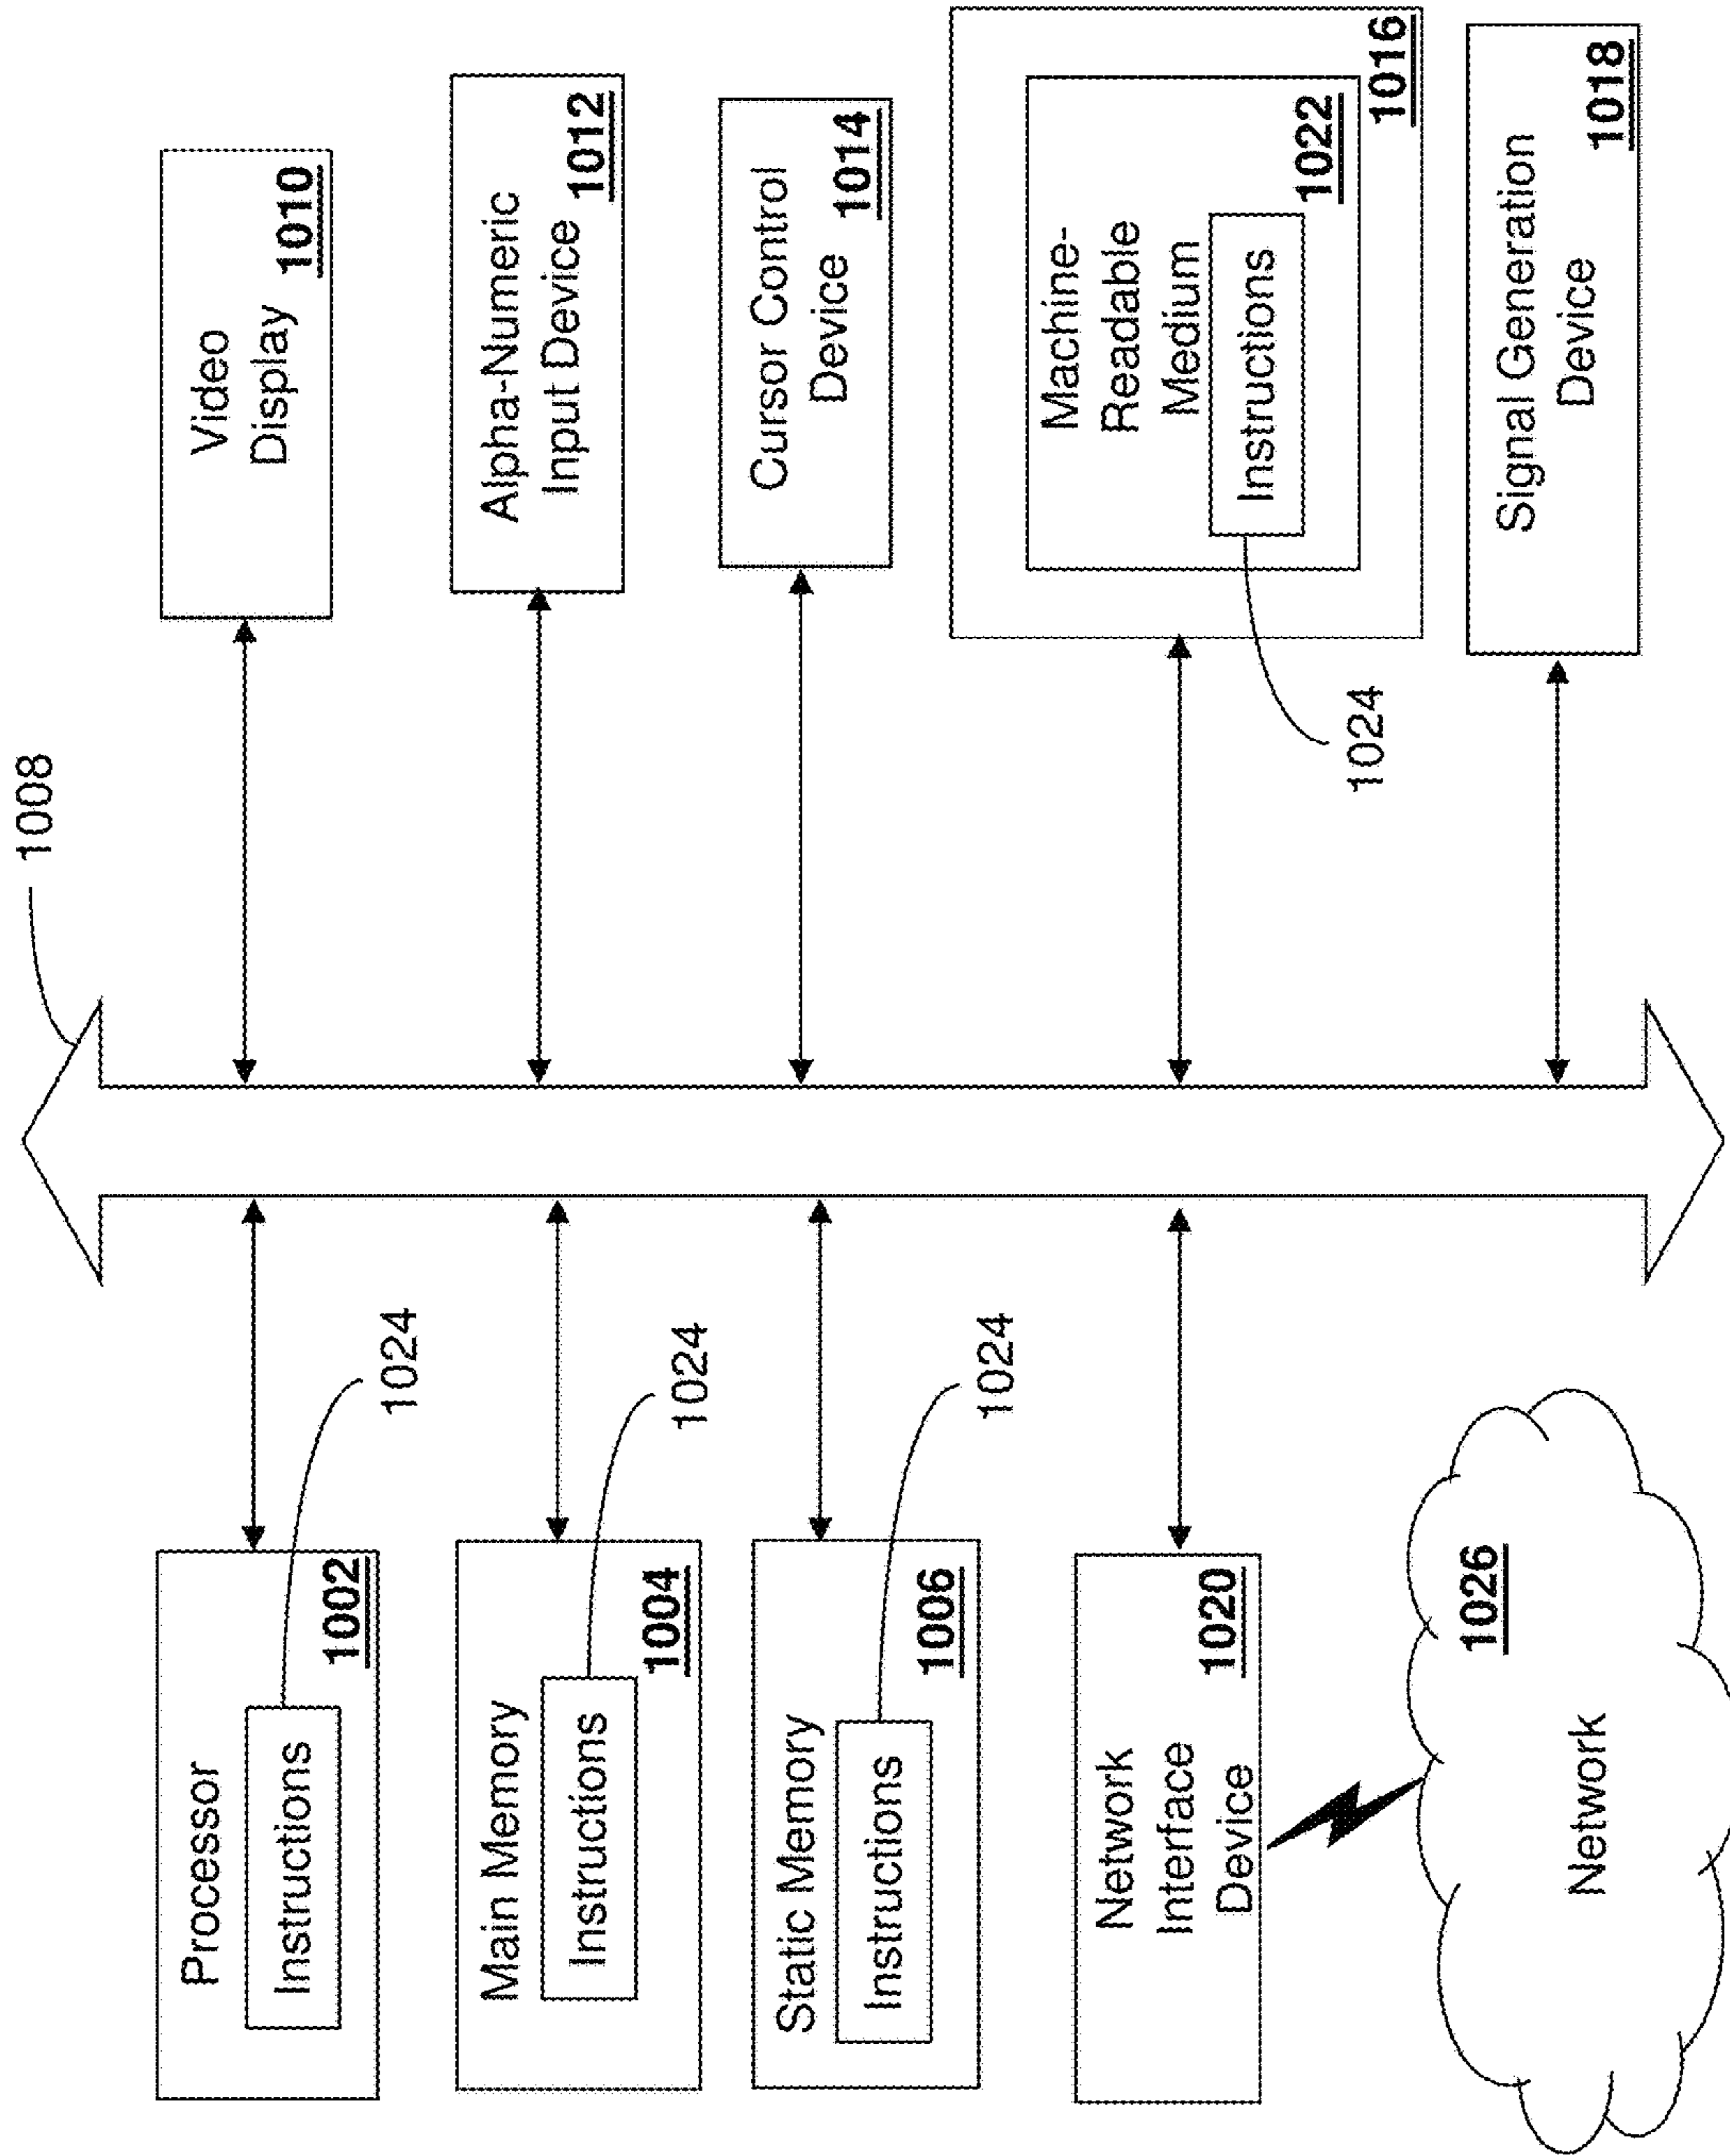 1008
Processor
Instructions
1002
1024
Main Memory
Instructions
1004
1024
Static Memory
Instructions
1006
1024
Network
Interface
Device
1020
1026
Network
Video
Display
1010
Alpha-Numeric
Input Device
1012
Cursor Control
Device
1014
Machine-
Readable
Medium
Instructions
1022
1016
1024
Signal Generation
Device
1018